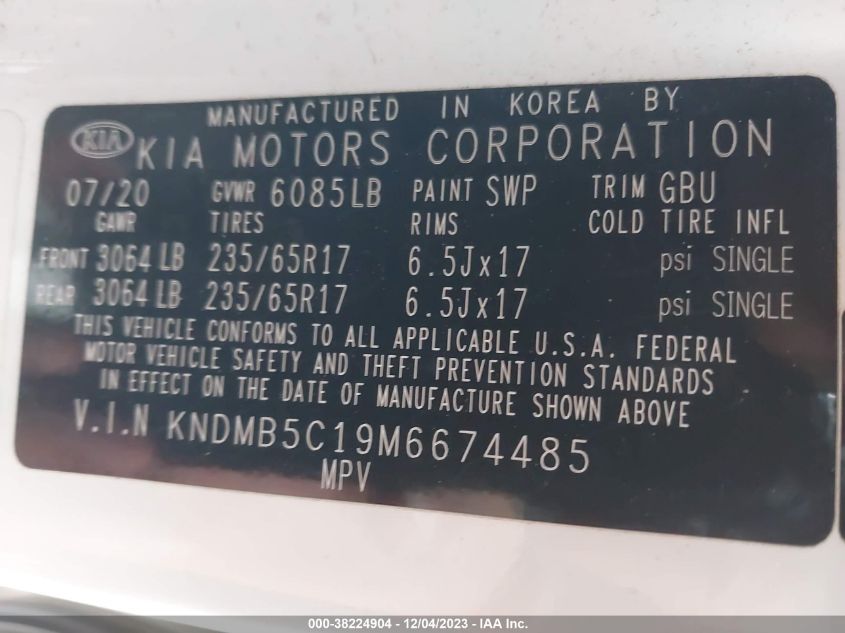 MANUFACTURED IN KOREA BY
KIA KIA MOTORS CORPORATION
07/20 GVWR 6085LB PAINT SWP TRIM GBU
GAWR TIRES RIMS COLD TIRE INFL
FRONT 3064 LB 235/65R17 6.5Jx17 psi SINGLE
REAR 3064 LB 235/65R17 6.5Jx17 psi SINGLE
THIS VEHICLE CONFORMS TO ALL APPLICABLE U.S.A. FEDERAL
MOTOR VEHICLE SAFETY AND THEFT PREVENTION STANDARDS
IN EFFECT ON THE DATE OF MANUFACTURE SHOWN ABOVE
V.I.N KNDMB5C19M6674485
MPV
000-38224904 - 12/04/2023 - IAA Inc.